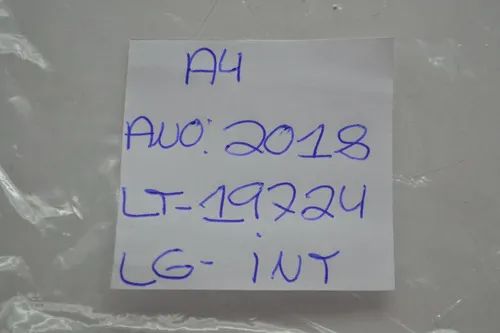 A4
ANO: 2018
LT-19724
LG- INT